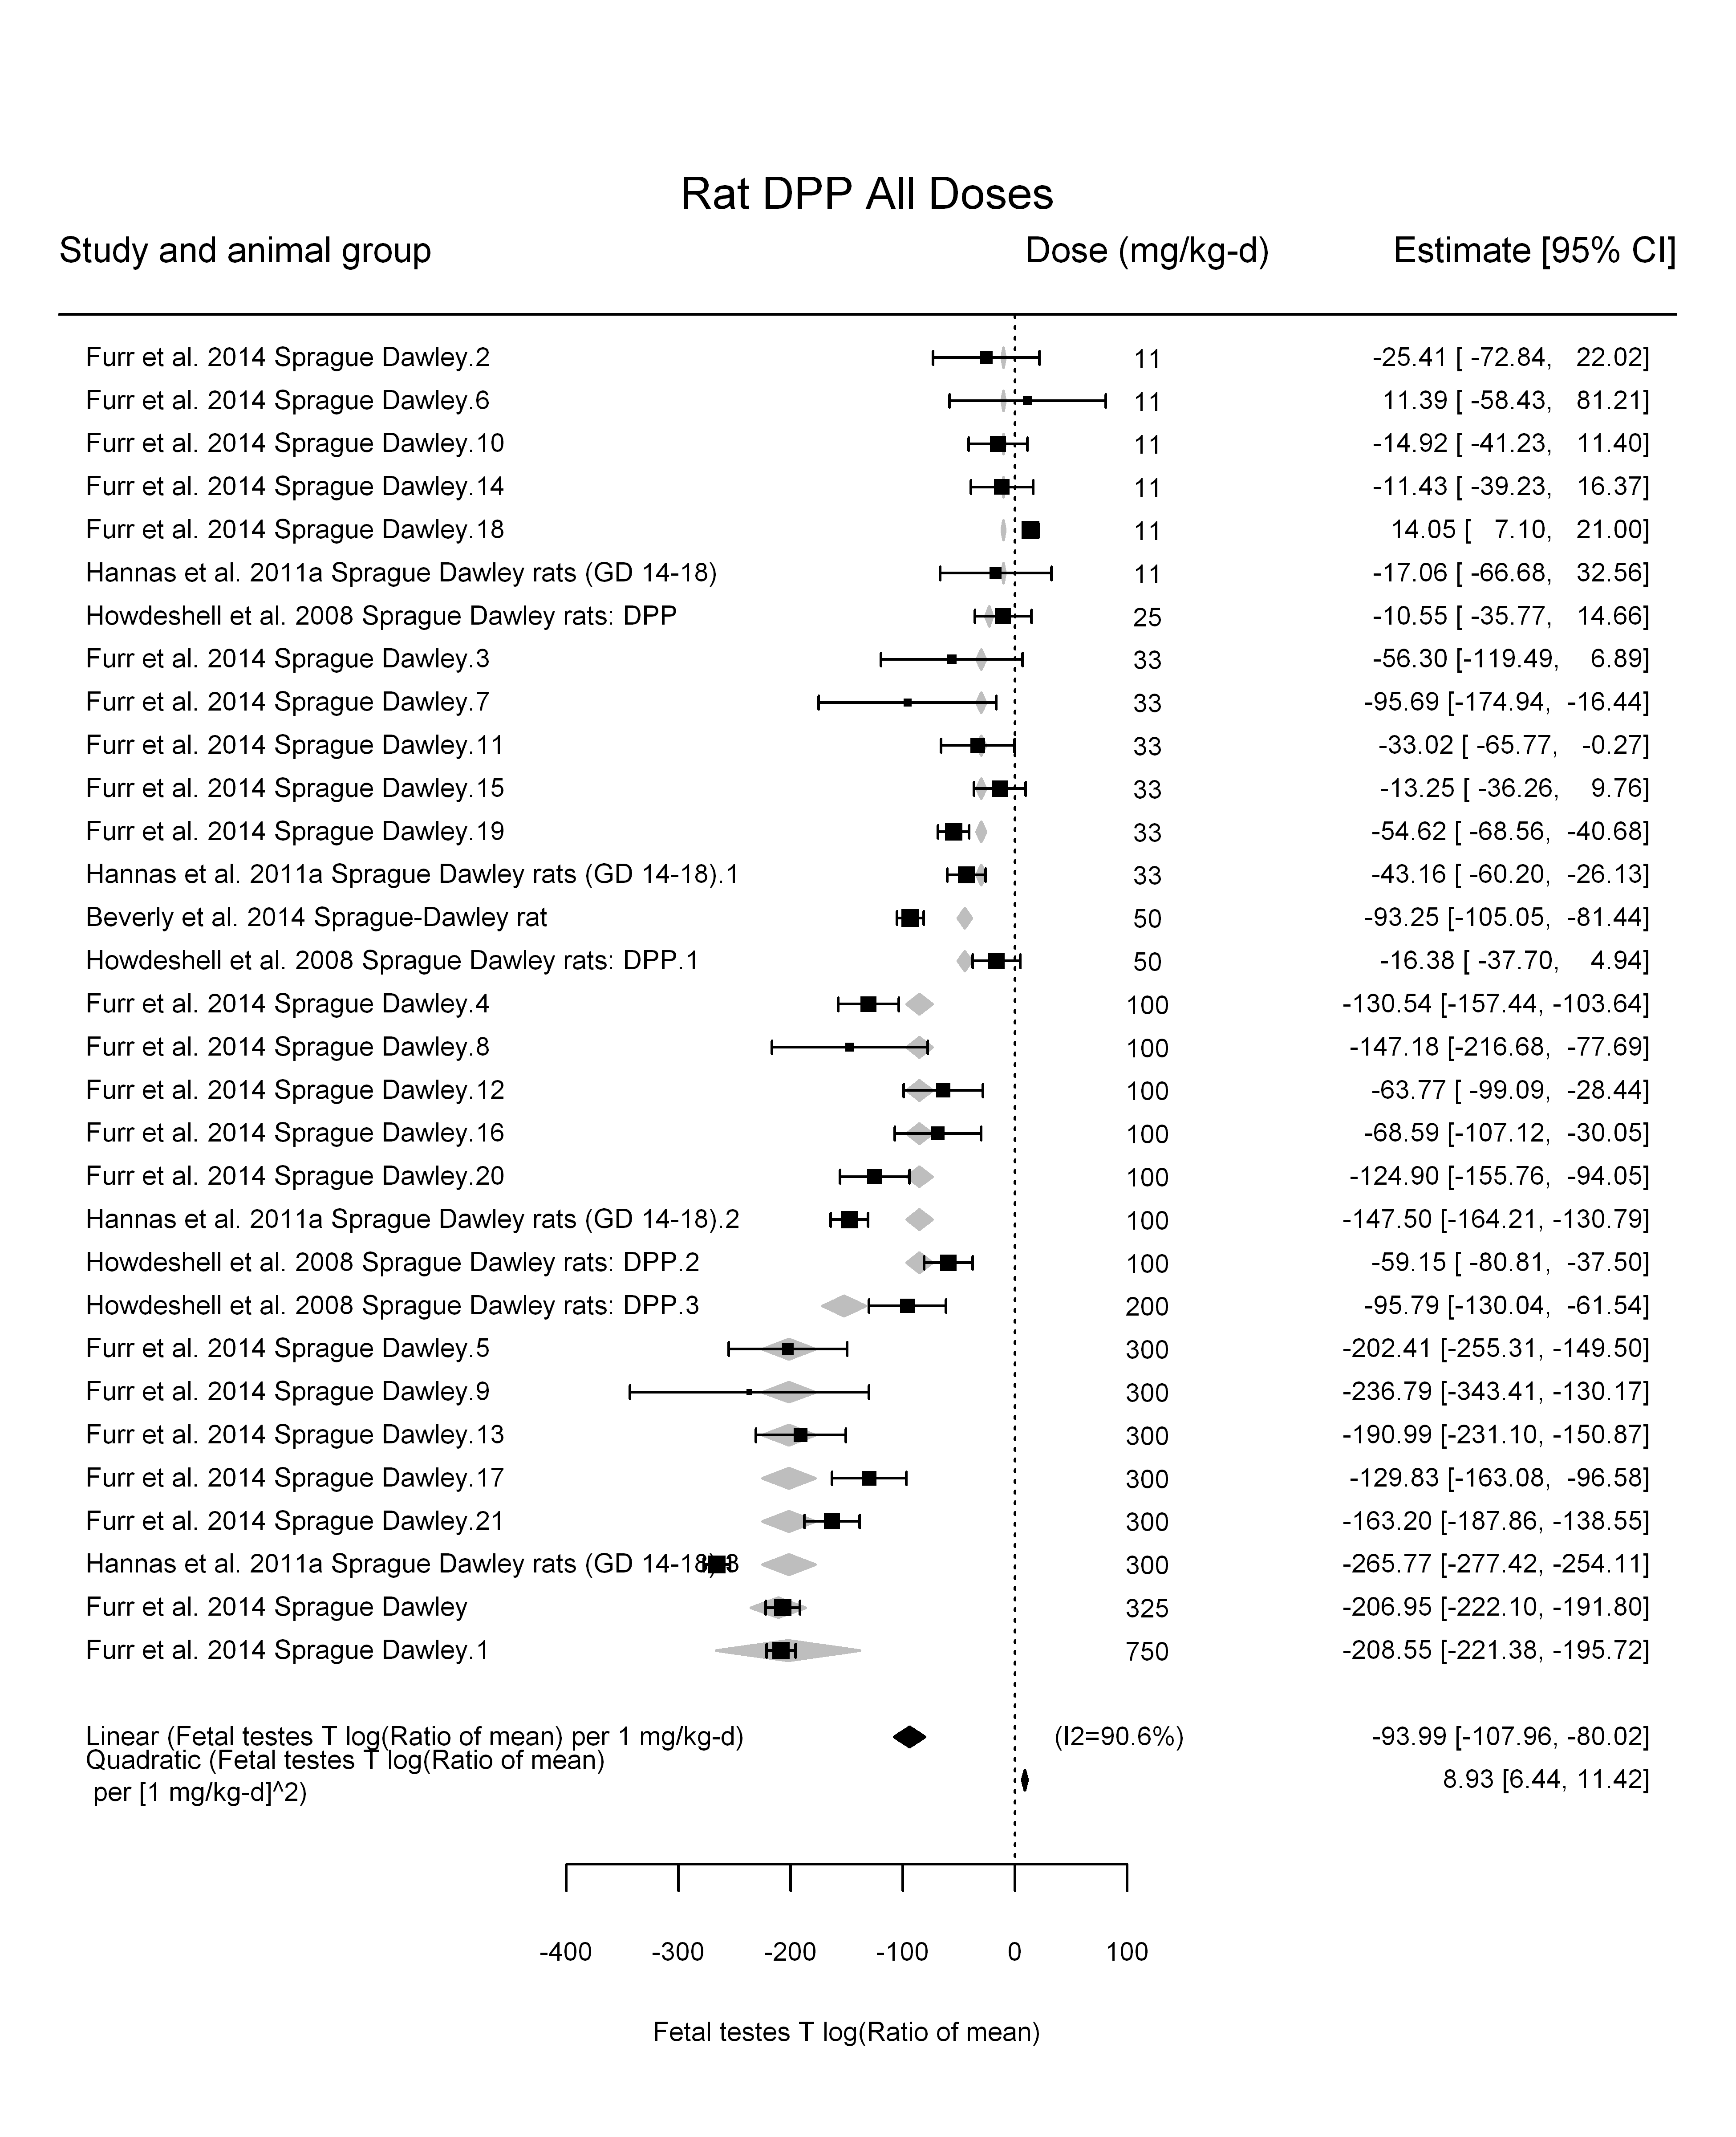 Rat DPP All Doses
Study and animal group Dose (mg/kg-d) Estimate [95% CI]
Furr et al. 2014 Sprague Dawley.2 11 -25.41 [ -72.84, 22.02]
Furr et al. 2014 Sprague Dawley.6 11 11.39 [ -58.43, 81.21]
Furr et al. 2014 Sprague Dawley.10 11 -14.92 [ -41.23, 11.40]
Furr et al. 2014 Sprague Dawley.14 11 -11.43 [ -39.23, 16.37]
Furr et al. 2014 Sprague Dawley.18 11 14.05 [ 7.10, 21.00]
Hannas et al. 2011a Sprague Dawley rats (GD 14-18) 11 -17.06 [ -66.68, 32.56]
Howdeshell et al. 2008 Sprague Dawley rats: DPP 25 -10.55 [ -35.77, 14.66]
Furr et al. 2014 Sprague Dawley.3 33 -56.30 [-119.49, 6.89]
Furr et al. 2014 Sprague Dawley.7 33 -95.69 [-174.94, -16.44]
Furr et al. 2014 Sprague Dawley.11 33 -33.02 [ -65.77, -0.27]
Furr et al. 2014 Sprague Dawley.15 33 -13.25 [ -36.26, 9.76]
Furr et al. 2014 Sprague Dawley.19 33 -54.62 [ -68.56, -40.68]
Hannas et al. 2011a Sprague Dawley rats (GD 14-18).1 33 -43.16 [ -60.20, -26.13]
Beverly et al. 2014 Sprague-Dawley rat 50 -93.25 [-105.05, -81.44]
Howdeshell et al. 2008 Sprague Dawley rats: DPP.1 50 -16.38 [ -37.70, 4.94]
Furr et al. 2014 Sprague Dawley.4 100 -130.54 [-157.44, -103.64]
Furr et al. 2014 Sprague Dawley.8 100 -147.18 [-216.68, -77.69]
Furr et al. 2014 Sprague Dawley.12 100 -63.77 [ -99.09, -28.44]
Furr et al. 2014 Sprague Dawley.16 100 -68.59 [-107.12, -30.05]
Furr et al. 2014 Sprague Dawley.20 100 -124.90 [-155.76, -94.05]
Hannas et al. 2011a Sprague Dawley rats (GD 14-18).2 100 -147.50 [-164.21, -130.79]
Howdeshell et al. 2008 Sprague Dawley rats: DPP.2 100 -59.15 [ -80.81, -37.50]
Howdeshell et al. 2008 Sprague Dawley rats: DPP.3 200 -95.79 [-130.04, -61.54]
Furr et al. 2014 Sprague Dawley.5 300 -202.41 [-255.31, -149.50]
Furr et al. 2014 Sprague Dawley.9 300 -236.79 [-343.41, -130.17]
Furr et al. 2014 Sprague Dawley.13 300 -190.99 [-231.10, -150.87]
Furr et al. 2014 Sprague Dawley.17 300 -129.83 [-163.08, -96.58]
Furr et al. 2014 Sprague Dawley.21 300 -163.20 [-187.86, -138.55]
Hannas et al. 2011a Sprague Dawley rats (GD 14-18).3 300 -265.77 [-277.42, -254.11]
Furr et al. 2014 Sprague Dawley 325 -206.95 [-222.10, -191.80]
Furr et al. 2014 Sprague Dawley.1 750 -208.55 [-221.38, -195.72]
Linear (Fetal testes T log(Ratio of mean) per 1 mg/kg-d) (I2=90.6%) -93.99 [-107.96, -80.02]
Quadratic (Fetal testes T log(Ratio of mean)
per [1 mg/kg-d]^2) 8.93 [6.44, 11.42]
-400 -300 -200 -100 0 100
Fetal testes T log(Ratio of mean)